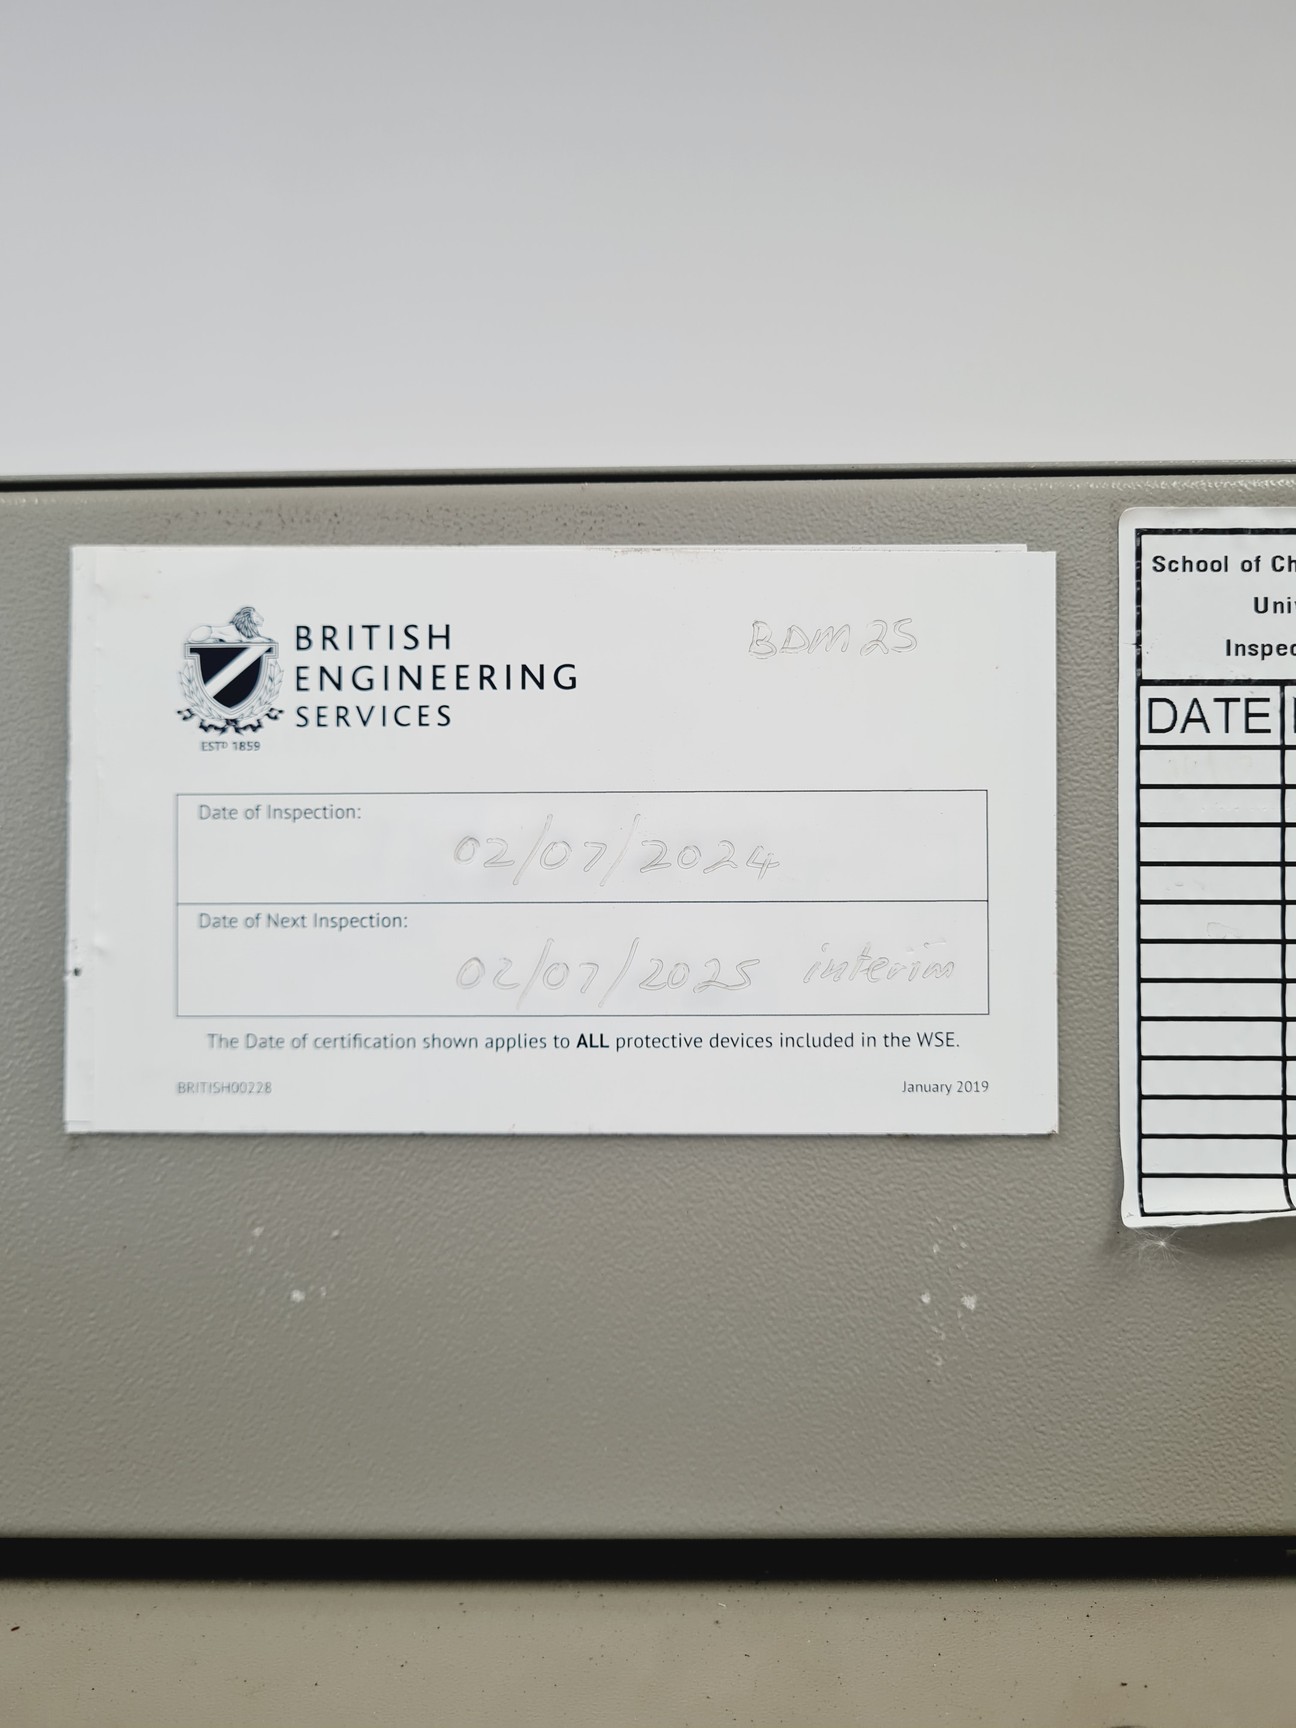 BRITISH
ENGINEERING
SERVICES
ESTD 1859
BDM 25
Date of Inspection:
02/07/2024
Date of Next Inspection:
02/07/2025 interim
The Date of certification shown applies to ALL protective devices included in the WSE.
BRITISH00228
January 2019
School of Ch
Uni
Inspec
DATE